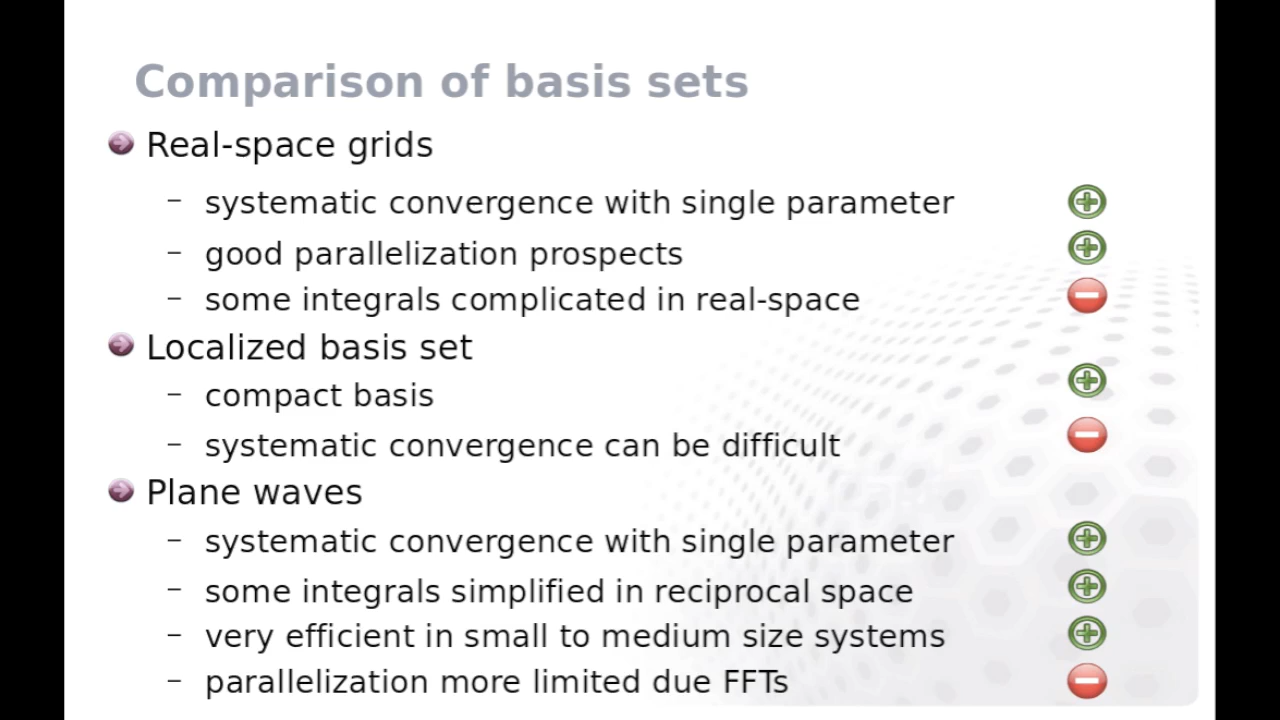 Comparison of basis sets
Real-space grids
– systematic convergence with single parameter
– good parallelization prospects
– some integrals complicated in real-space
Localized basis set
– compact basis
– systematic convergence can be difficult
Plane waves
– systematic convergence with single parameter
– some integrals simplified in reciprocal space
– very efficient in small to medium size systems
– parallelization more limited due FFTs